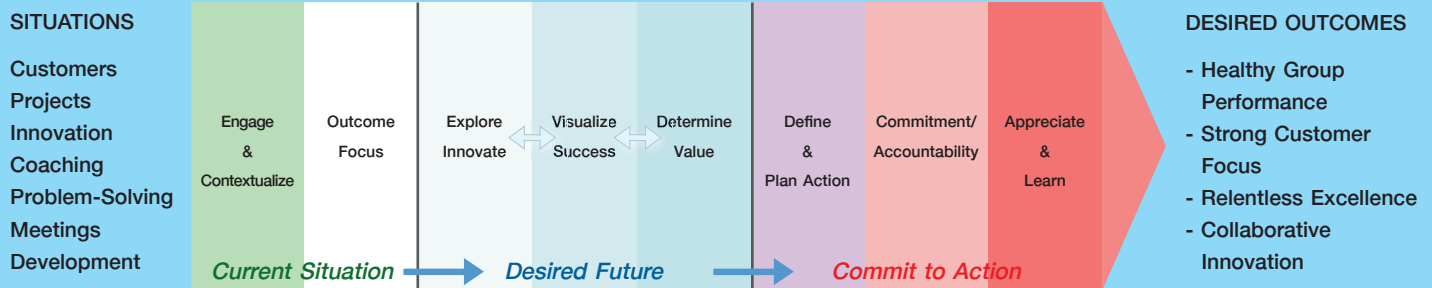 SITUATIONS
Customers
Projects
Innovation
Coaching
Problem-Solving
Meetings
Development
Engage
&
Contextualize
Outcome
Focus
Explore
Innovate
Visualize
Success
Determine
Value
Define
&
Plan Action
Commitment/
Accountability
Appreciate
&
Learn
Current Situation
Desired Future
Commit to Action
DESIRED OUTCOMES
- Healthy Group
Performance
- Strong Customer
Focus
- Relentless Excellence
- Collaborative
Innovation